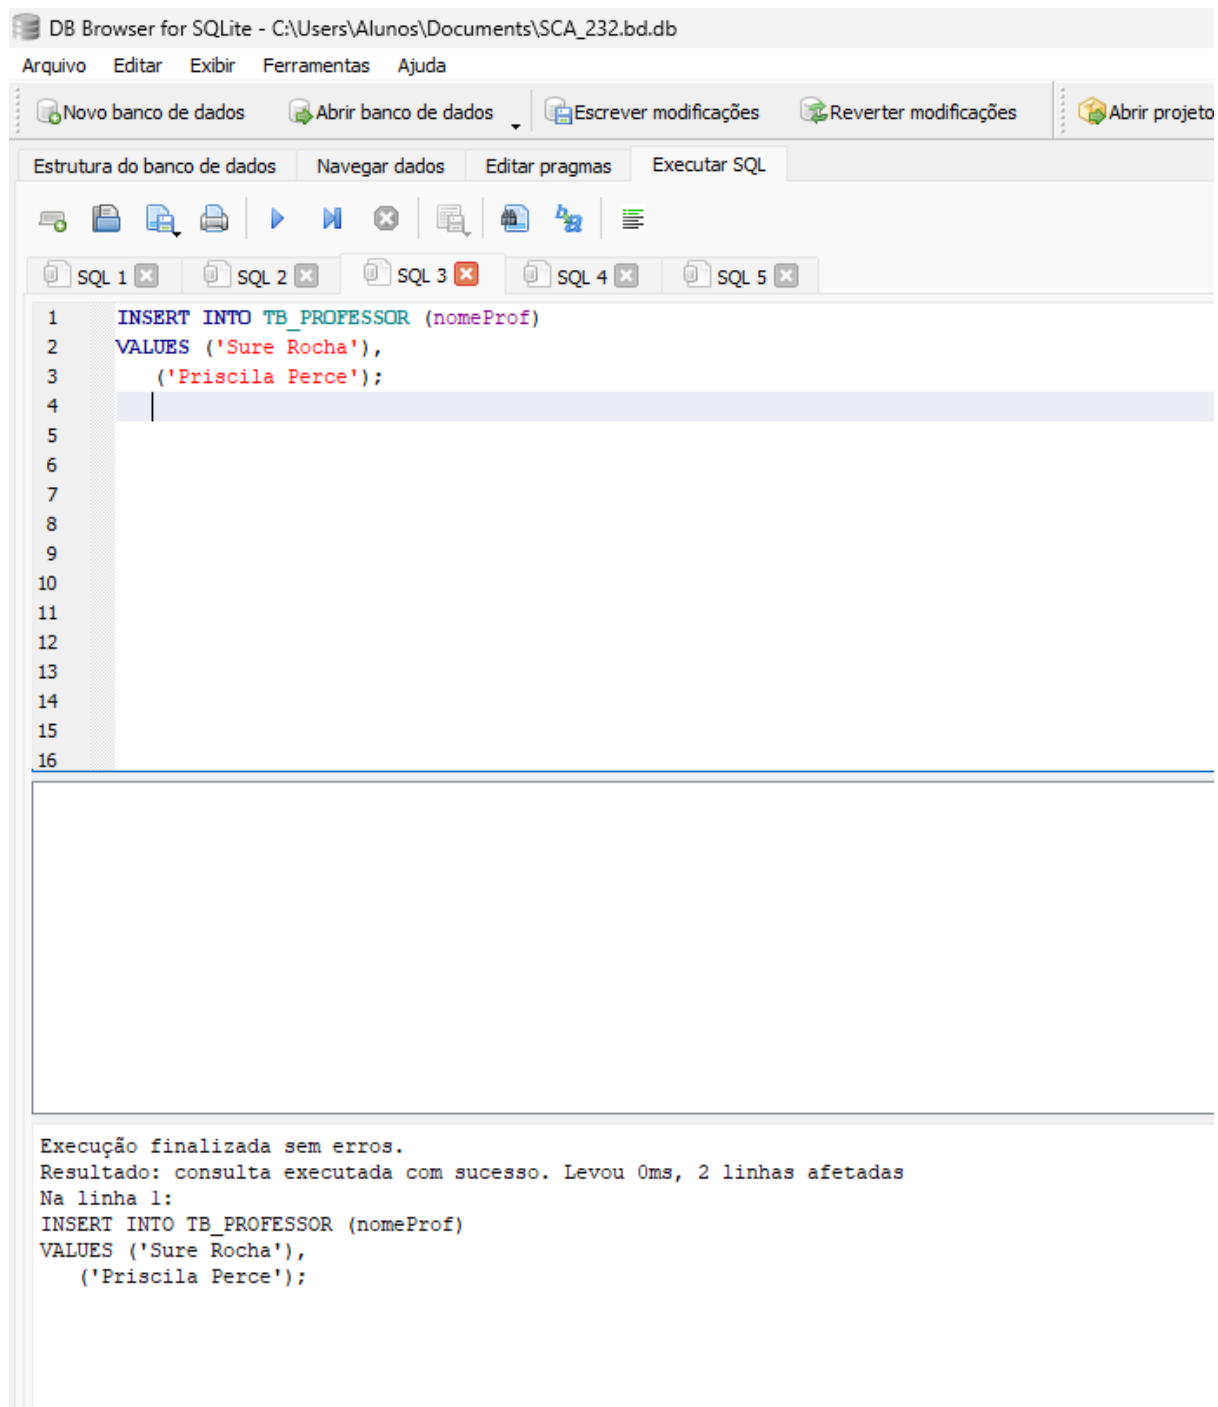 DB Browser for SQLite - C:\Users\Alunos\Documents\SCA_232.bd.db
Arquivo Editar Exibir Ferramentas Ajuda
Novo banco de dados Abrir banco de dados Escrever modificações Reverter modificações Abrir projeto
Estrutura do banco de dados Navegar dados Editar pragmas Executar SQL
SQL 1 SQL 2 SQL 3 SQL 4 SQL 5
1 INSERT INTO TB_PROFESSOR (nomeProf)
2 VALUES ('Sure Rocha'),
3 ('Priscila Perce');
4
5
6
7
8
9
10
11
12
13
14
15
16
Execução finalizada sem erros.
Resultado: consulta executada com sucesso. Levou 0ms, 2 linhas afetadas
Na linha 1:
INSERT INTO TB_PROFESSOR (nomeProf)
VALUES ('Sure Rocha'),
('Priscila Perce');